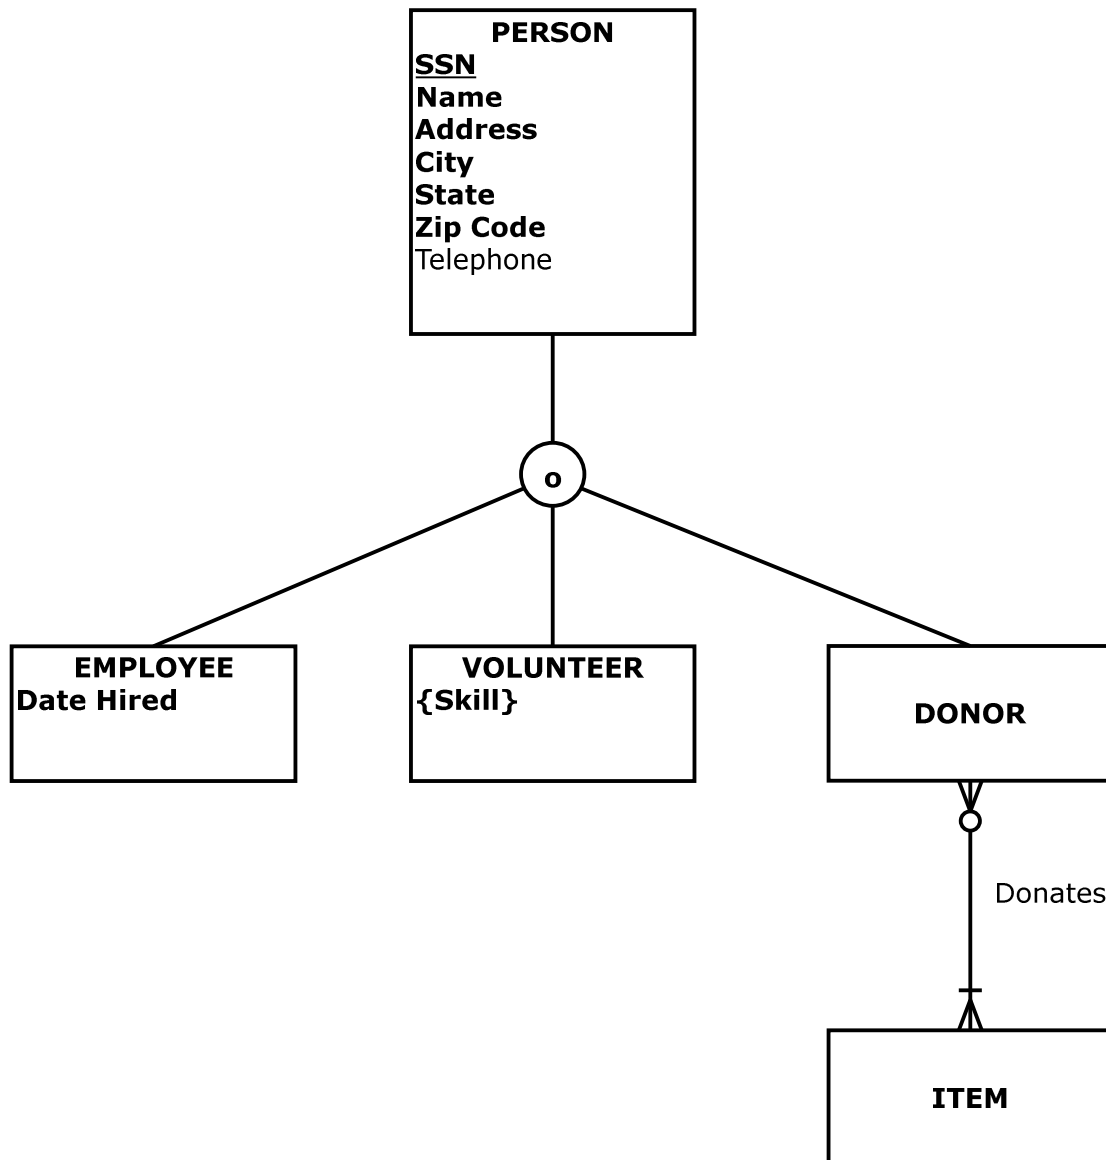 PERSON
SSN
Name
Address
City
State
Zip Code
Telephone
o
EMPLOYEE
Date Hired
VOLUNTEER
{Skill}
DONOR
Donates
ITEM